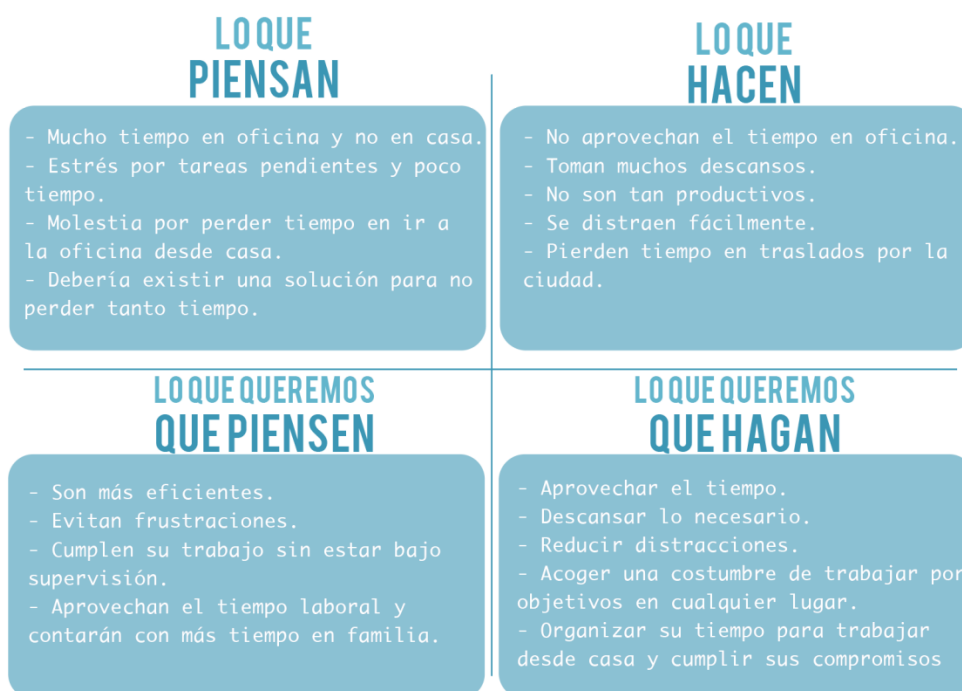 LO QUE
PIENSAN
- Mucho tiempo en oficina y no en casa.
- Estrés por tareas pendientes y poco
tiempo.
- Molestia por perder tiempo en ir a
la oficina desde casa.
- Debería existir una solución para no
perder tanto tiempo.
LO QUE
HACEN
- No aprovechan el tiempo en oficina.
- Toman muchos descansos.
- No son tan productivos.
- Se distraen fácilmente.
- Pierden tiempo en traslados por la
ciudad.
LO QUE QUEREMOS
QUE PIENSEN
- Son más eficientes.
- Evitan frustraciones.
- Cumplen su trabajo sin estar bajo
supervisión.
- Aprovechan el tiempo laboral y
contarán con más tiempo en familia.
LO QUE QUEREMOS
QUE HAGAN
- Aprovechar el tiempo.
- Descansar lo necesario.
- Reducir distracciones.
- Acoger una costumbre de trabajar por
objetivos en cualquier lugar.
- Organizar su tiempo para trabajar
desde casa y cumplir sus compromisos